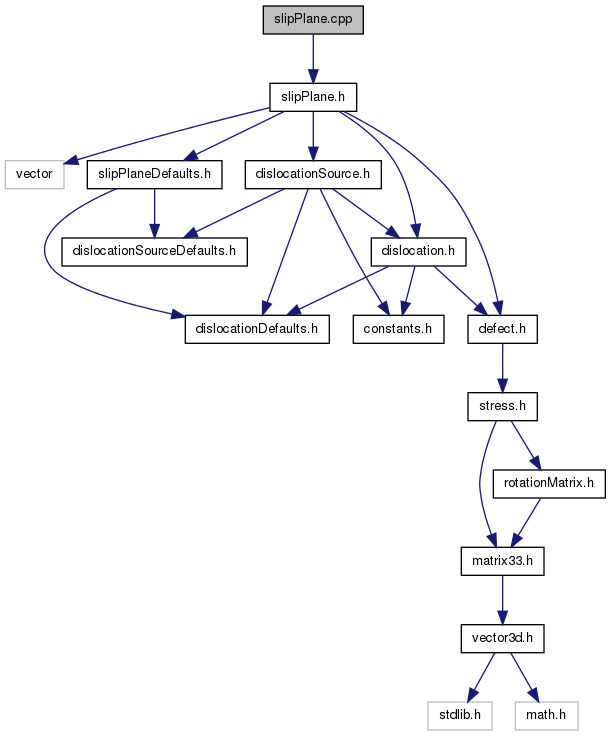 slipPlane.cpp
slipPlane.h
vector
slipPlaneDefaults.h
dislocationSource.h
dislocationSourceDefaults.h
dislocation.h
dislocationDefaults.h
constants.h
defect.h
stress.h
rotationMatrix.h
matrix33.h
vector3d.h
stdlib.h
math.h